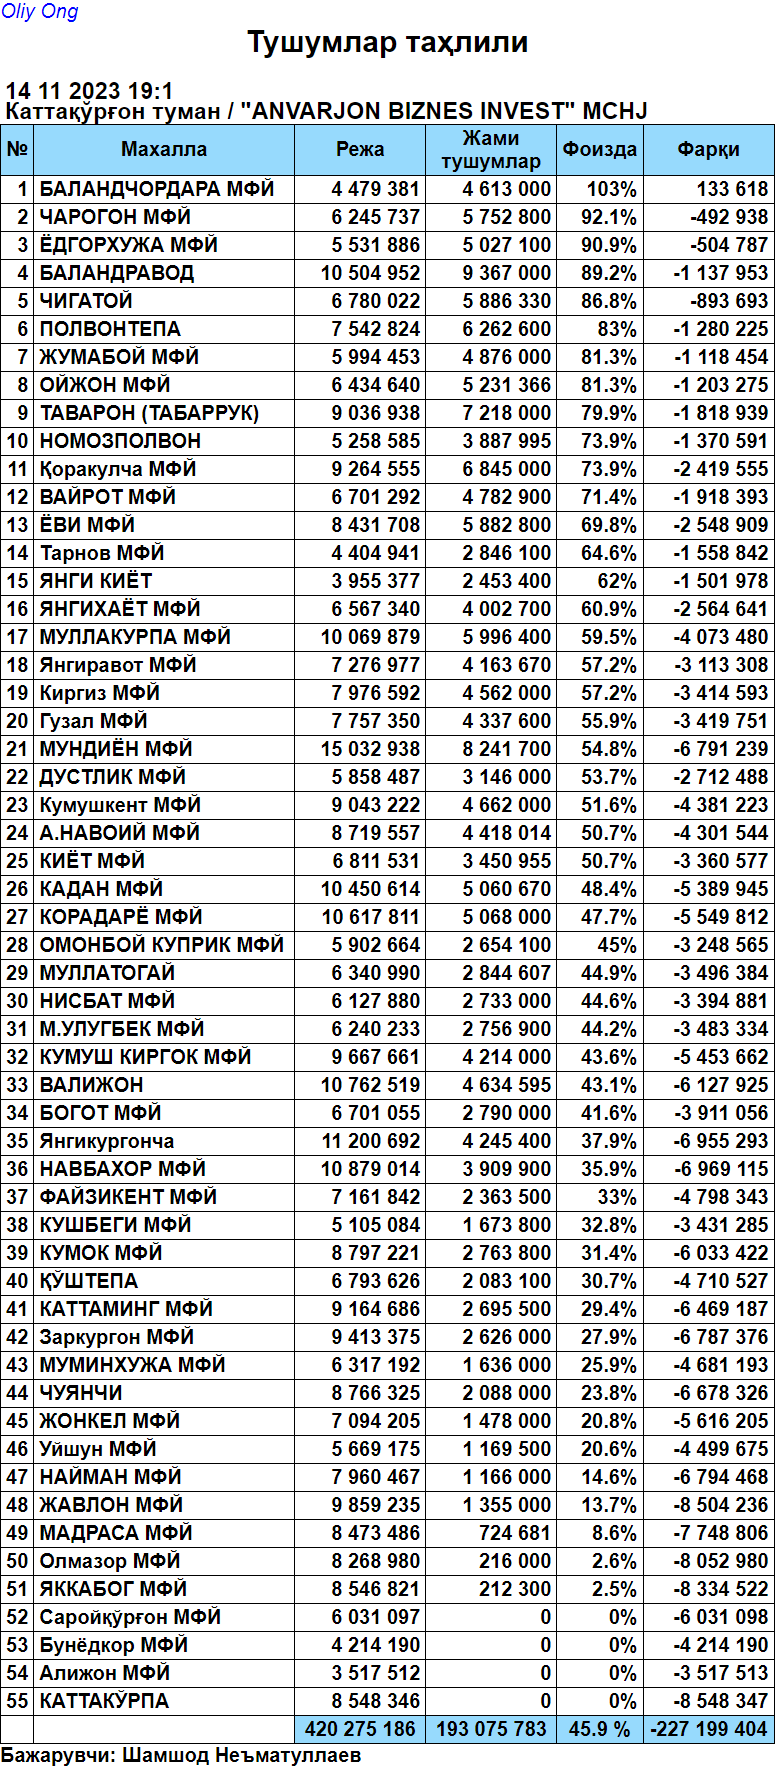 Oliy Ong
Тушумлар таҳлили
14 11 2023 19:1
Каттақўрғон туман / "ANVARJON BIZNES INVEST" MCHJ
№ Махалла Режа Жами тушумлар Фоизда Фарқи
1 БАЛАНДЧОРДАРА МФЙ 4 479 381 4 613 000 103% 133 618
2 ЧАРОГОН МФЙ 6 245 737 5 752 800 92.1% -492 938
3 ЁДГОРХУЖА МФЙ 5 531 886 5 027 100 90.9% -504 787
4 БАЛАНДРАВОД 10 504 952 9 367 000 89.2% -1 137 953
5 ЧИГАТОЙ 6 780 022 5 886 330 86.8% -893 693
6 ПОЛВОНТЕПА 7 542 824 6 262 600 83% -1 280 225
7 ЖУМАБОЙ МФЙ 5 994 453 4 876 000 81.3% -1 118 454
8 ОЙЖОН МФЙ 6 434 640 5 231 366 81.3% -1 203 275
9 ТАВАРОН (ТАБАРРУК) 9 036 938 7 218 000 79.9% -1 818 939
10 НОМОЗПОЛВОН 5 258 585 3 887 995 73.9% -1 370 591
11 Қоракулча МФЙ 9 264 555 6 845 000 73.9% -2 419 555
12 ВАЙРОТ МФЙ 6 701 292 4 782 900 71.4% -1 918 393
13 ЁВИ МФЙ 8 431 708 5 882 800 69.8% -2 548 909
14 Тарнов МФЙ 4 404 941 2 846 100 64.6% -1 558 842
15 ЯНГИ КИЁТ 3 955 377 2 453 400 62% -1 501 978
16 ЯНГИХАЁТ МФЙ 6 567 340 4 002 700 60.9% -2 564 641
17 МУЛЛАКУРПА МФЙ 10 069 879 5 996 400 59.5% -4 073 480
18 Янгиравот МФЙ 7 276 977 4 163 670 57.2% -3 113 308
19 Киргиз МФЙ 7 976 592 4 562 000 57.2% -3 414 593
20 Гузал МФЙ 7 757 350 4 337 600 55.9% -3 419 751
21 МУНДИЁН МФЙ 15 032 938 8 241 700 54.8% -6 791 239
22 ДУСТЛИК МФЙ 5 858 487 3 146 000 53.7% -2 712 488
23 Кумушкент МФЙ 9 043 222 4 662 000 51.6% -4 381 223
24 А.НАВОИЙ МФЙ 8 719 557 4 418 014 50.7% -4 301 544
25 КИЁТ МФЙ 6 811 531 3 450 955 50.7% -3 360 577
26 КАДАН МФЙ 10 450 614 5 060 670 48.4% -5 389 945
27 КОРАДАРЁ МФЙ 10 617 811 5 068 000 47.7% -5 549 812
28 ОМОНБОЙ КУПРИК МФЙ 5 902 664 2 654 100 45% -3 248 565
29 МУЛЛАТОГАЙ 6 340 990 2 844 607 44.9% -3 496 384
30 НИСБАТ МФЙ 6 127 880 2 733 000 44.6% -3 394 881
31 М.УЛУГБЕК МФЙ 6 240 233 2 756 900 44.2% -3 483 334
32 КУМУШ КИРГОК МФЙ 9 667 661 4 214 000 43.6% -5 453 662
33 ВАЛИЖОН 10 762 519 4 634 595 43.1% -6 127 925
34 БОГОТ МФЙ 6 701 055 2 790 000 41.6% -3 911 056
35 Янгикургонча 11 200 692 4 245 400 37.9% -6 955 293
36 НАВБАХОР МФЙ 10 879 014 3 909 900 35.9% -6 969 115
37 ФАЙЗИКЕНТ МФЙ 7 161 842 2 363 500 33% -4 798 343
38 КУШБЕГИ МФЙ 5 105 084 1 673 800 32.8% -3 431 285
39 КУМОК МФЙ 8 797 221 2 763 800 31.4% -6 033 422
40 ҚЎШТЕПА 6 793 626 2 083 100 30.7% -4 710 527
41 КАТТАМИНГ МФЙ 9 164 686 2 695 500 29.4% -6 469 187
42 Заркургон МФЙ 9 413 375 2 626 000 27.9% -6 787 376
43 МУМИНХУЖА МФЙ 6 317 192 1 636 000 25.9% -4 681 193
44 ЧУЯНЧИ 8 766 325 2 088 000 23.8% -6 678 326
45 ЖОНКЕЛ МФЙ 7 094 205 1 478 000 20.8% -5 616 205
46 Уйшун МФЙ 5 669 175 1 169 500 20.6% -4 499 675
47 НАЙМАН МФЙ 7 960 467 1 166 000 14.6% -6 794 468
48 ЖАВЛОН МФЙ 9 859 235 1 355 000 13.7% -8 504 236
49 МАДРАСА МФЙ 8 473 486 724 681 8.6% -7 748 806
50 Олмазор МФЙ 8 268 980 216 000 2.6% -8 052 980
51 ЯККАБОГ МФЙ 8 546 821 212 300 2.5% -8 334 522
52 Саройқўрғон МФЙ 6 031 097 0 0% -6 031 098
53 Бунёдкор МФЙ 4 214 190 0 0% -4 214 190
54 Алижон МФЙ 3 517 512 0 0% -3 517 513
55 КАТТАКЎРПА 8 548 346 0 0% -8 548 347
420 275 186 193 075 783 45.9 % -227 199 404
Бажарувчи: Шамшод Неъматуллаев